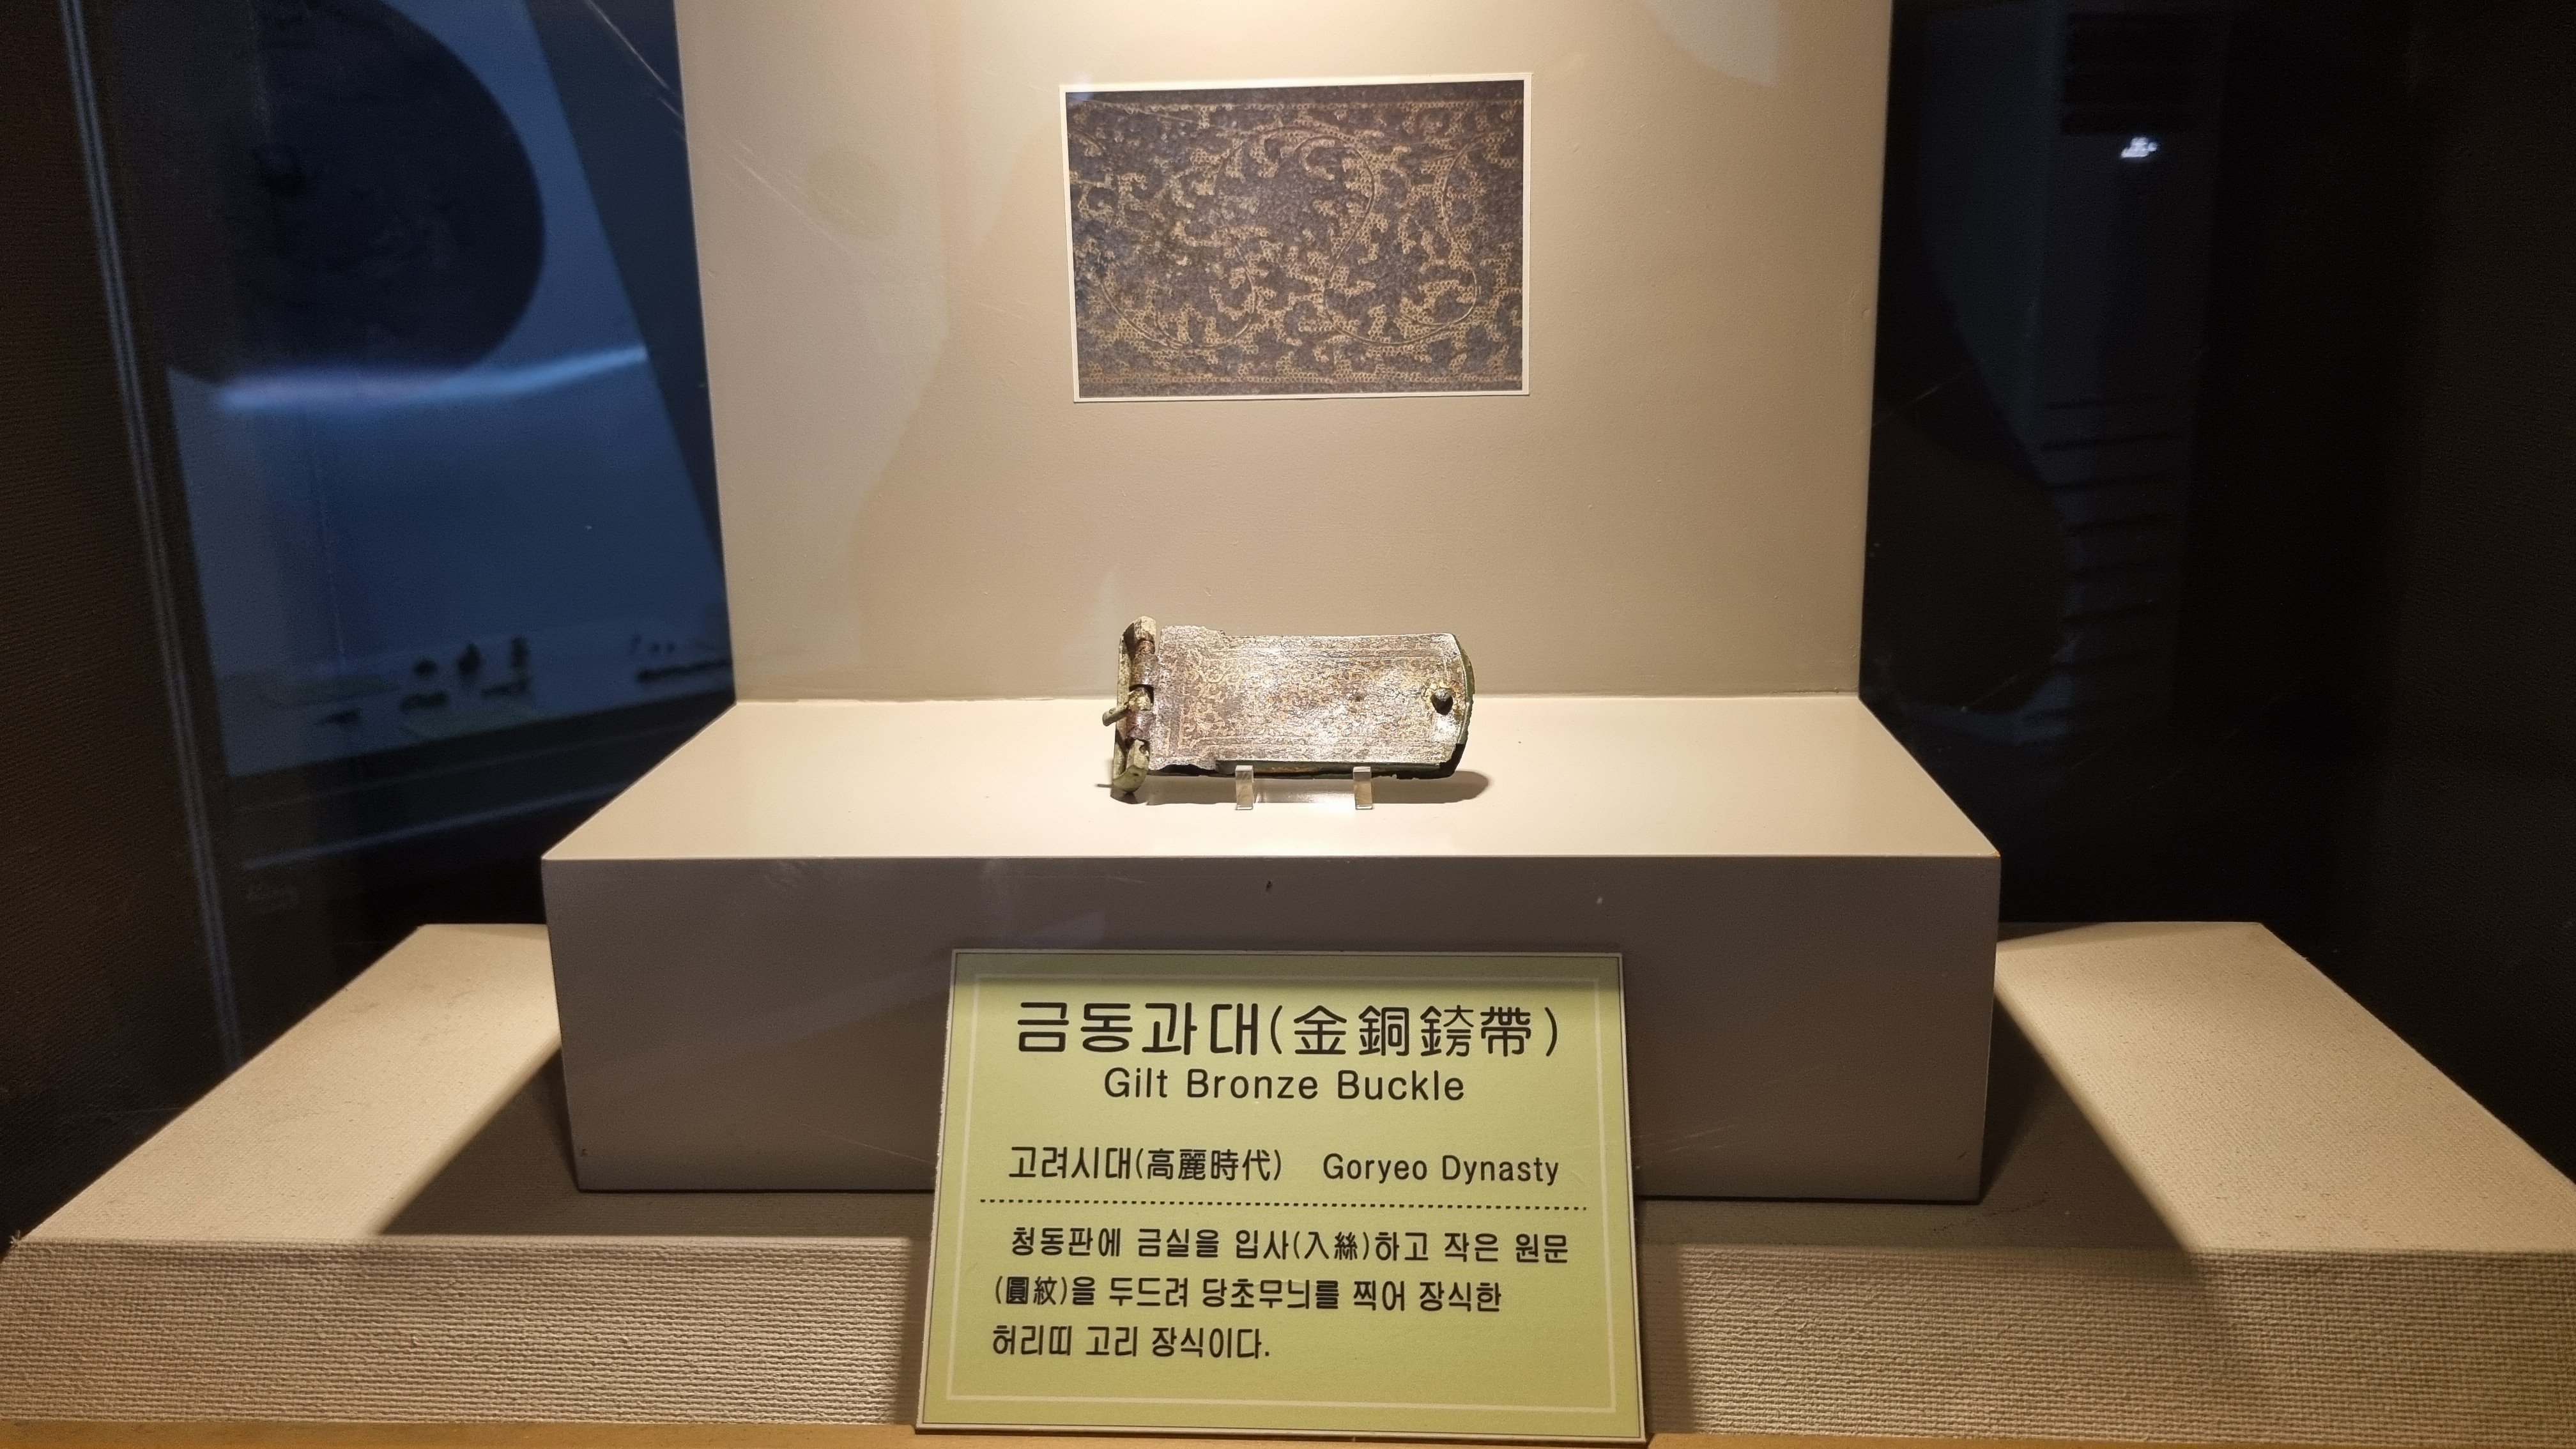 금동과대(金銅銙帶)
Gilt Bronze Buckle
고려시대(高麗時代) Goryeo Dynasty
청동판에 금실을 입사(入絲)하고 작은 원문
(圓紋)을 두드려 당초무늬를 찍어 장식한
허리띠 고리 장식이다.